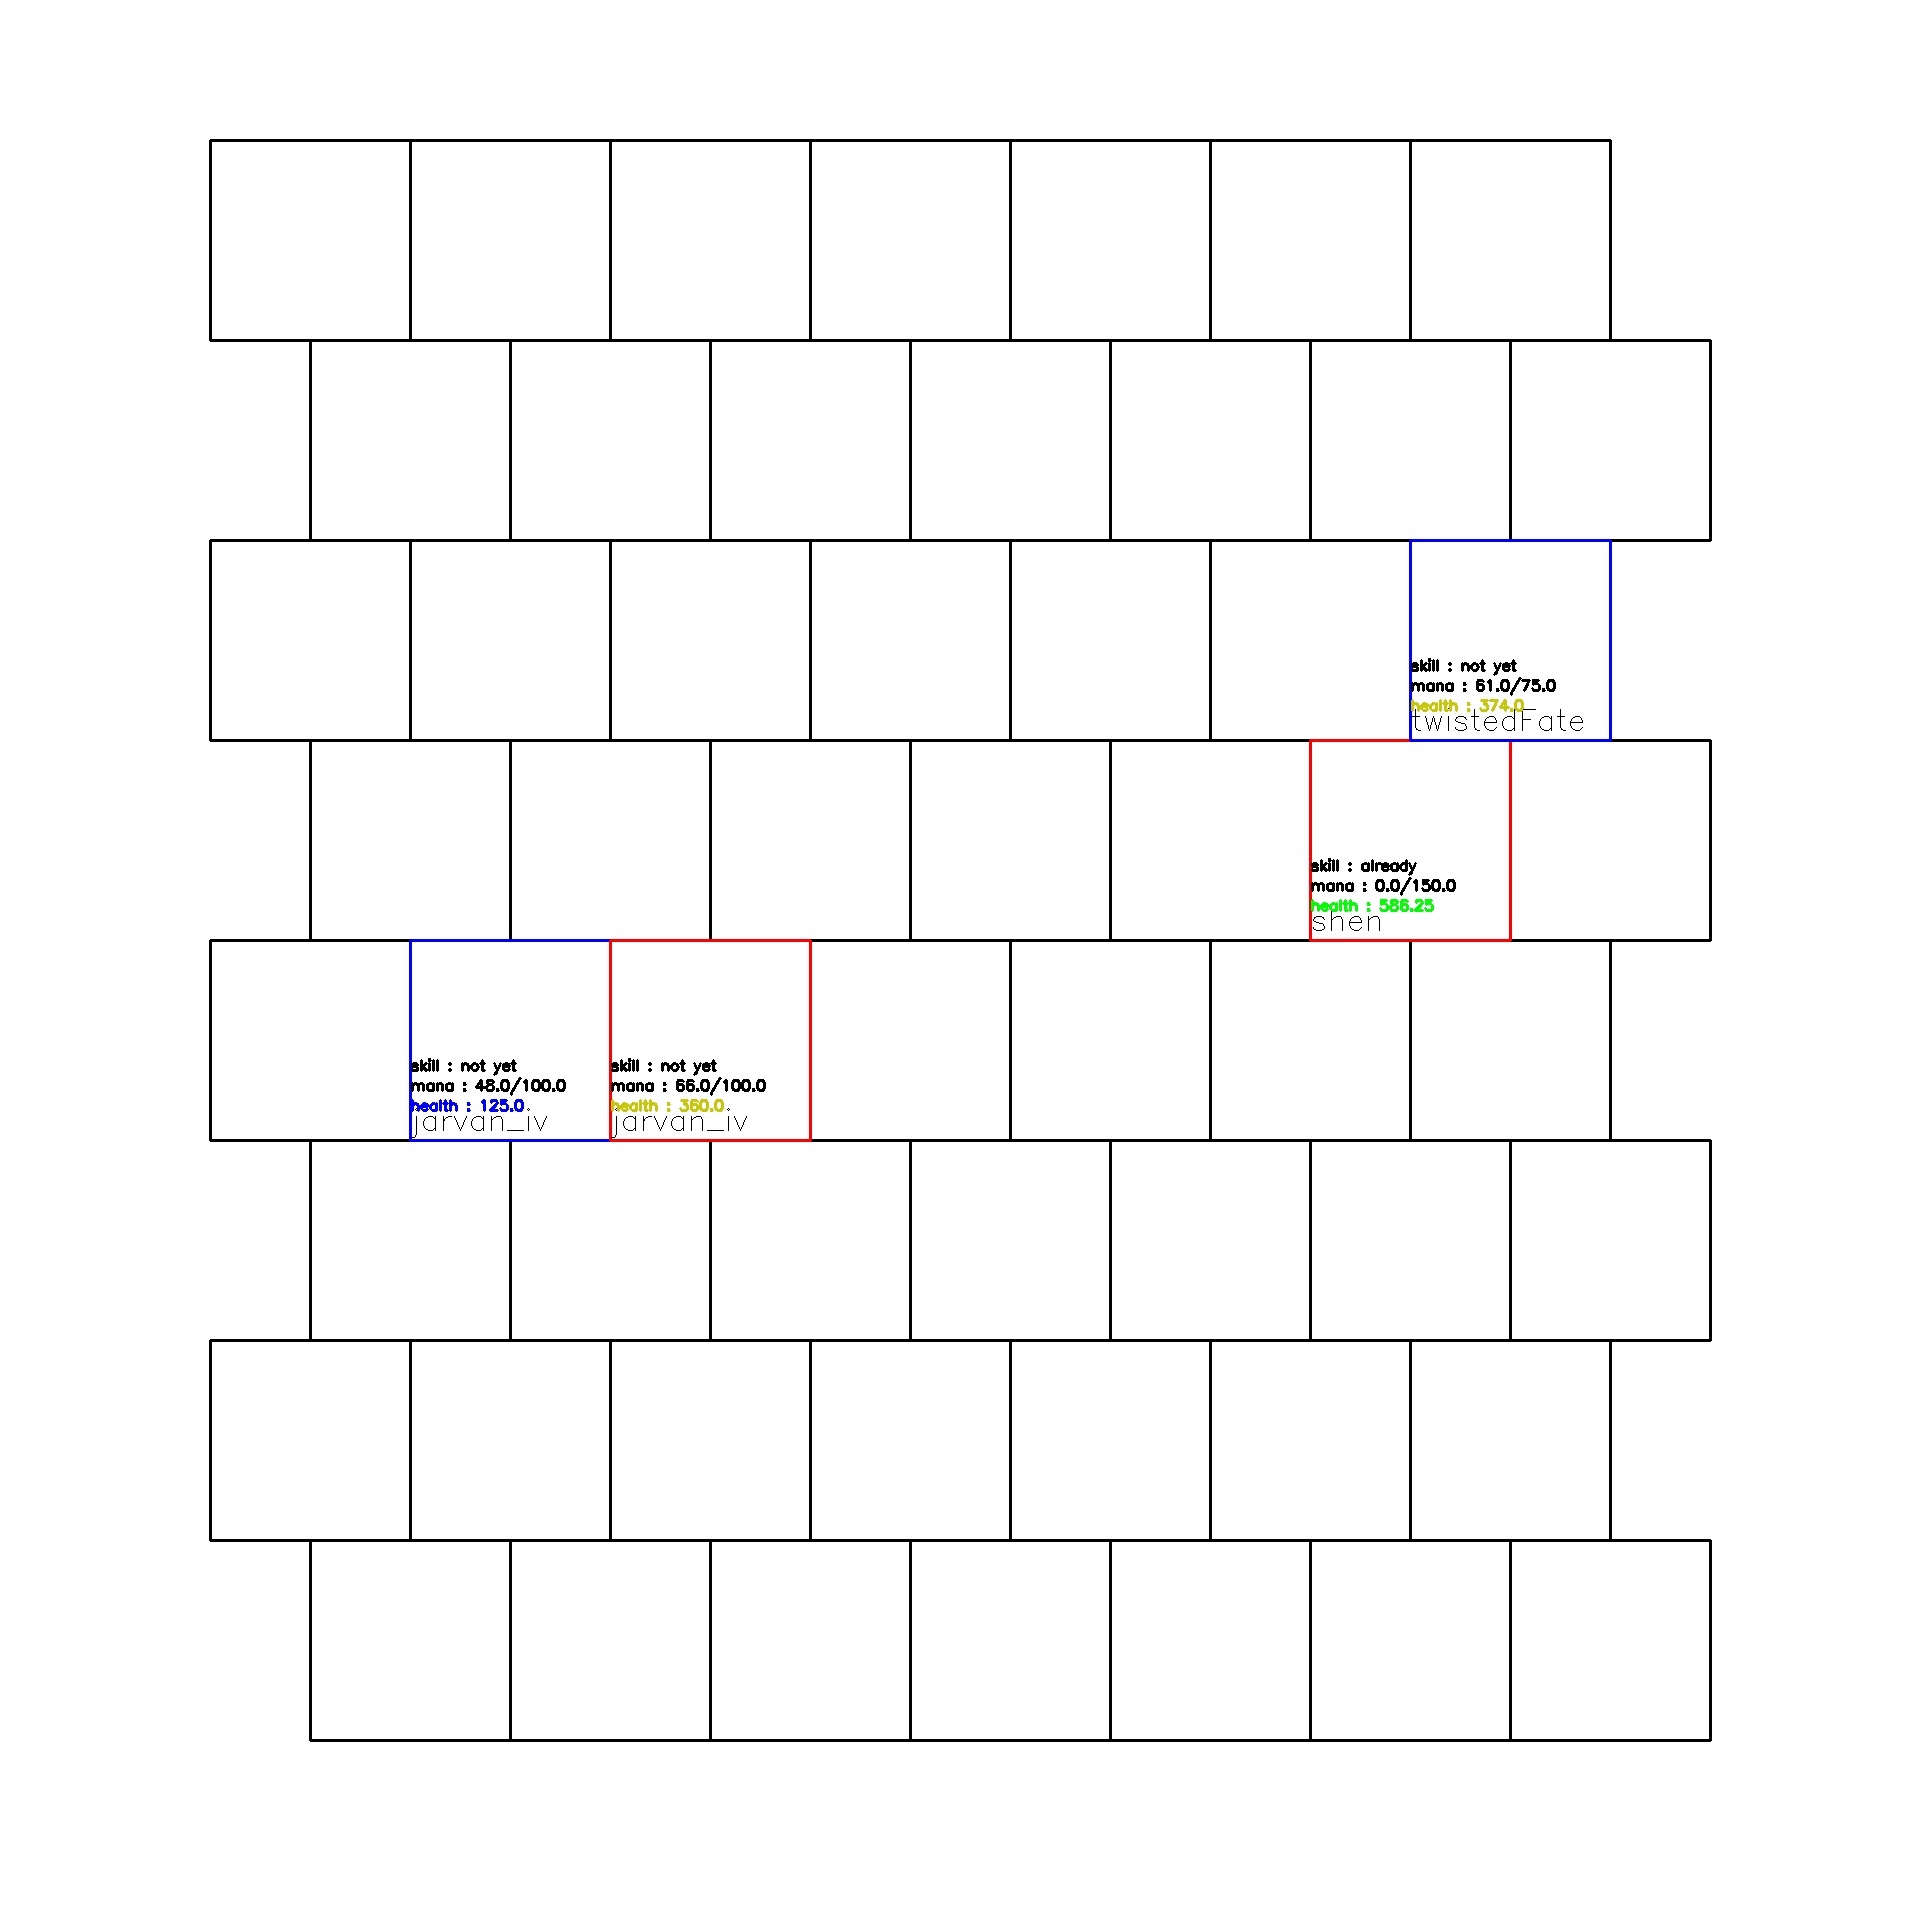 skill : not yet
mana : 61.0/75.0
health : 374.0
twistedFate
skill : already
mana : 0.0/150.0
health : 586.25
shen
skill : not yet
mana : 48.0/100.0
health : 125.0
jarvan_iv
skill : not yet
mana : 66.0/100.0
health : 360.0
jarvan_iv